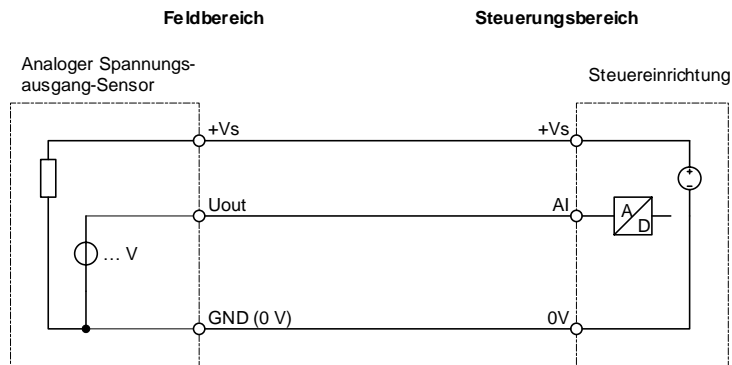 Feldbereich
Steuerungsbereich
Analoger Spannungs-
ausgang-Sensor
Steuereinrichtung
+Vs
+Vs
+
-
Uout
AI
A
D
... V
GND (0 V)
0V